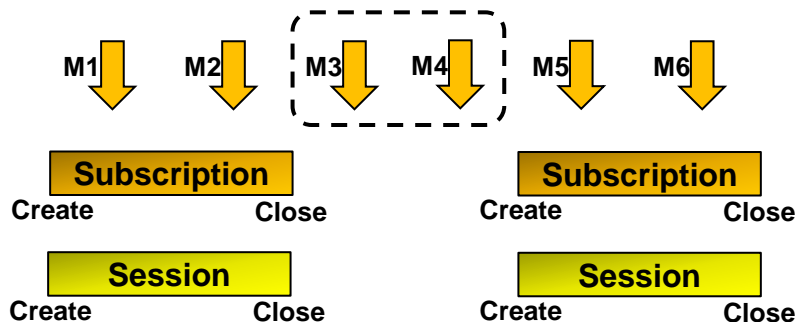 M1 M2 M3 M4 M5 M6
Subscription Subscription
Create Close Create Close
Session Session
Create Close Create Close